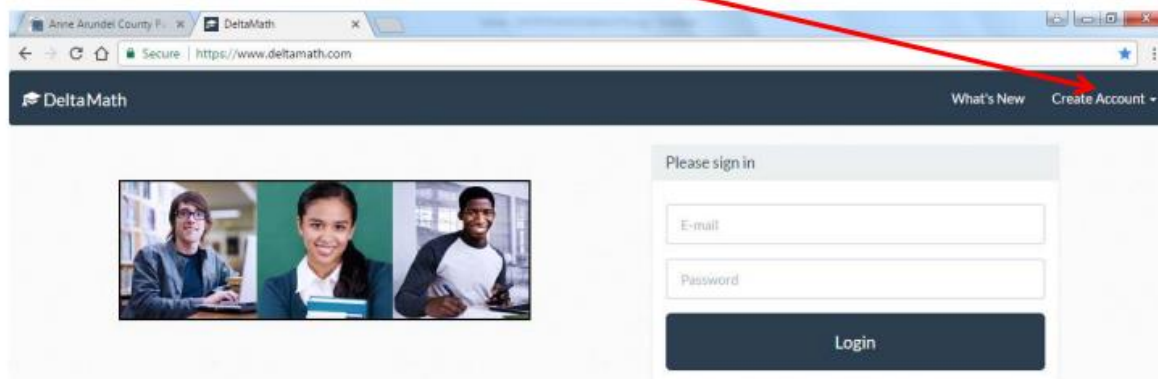 Anne Arundel County P
DeltaMath
Secure | https://www.deltamath.com
DeltaMath
What's New
Create Account
Please sign in
E-mail
Password
Login